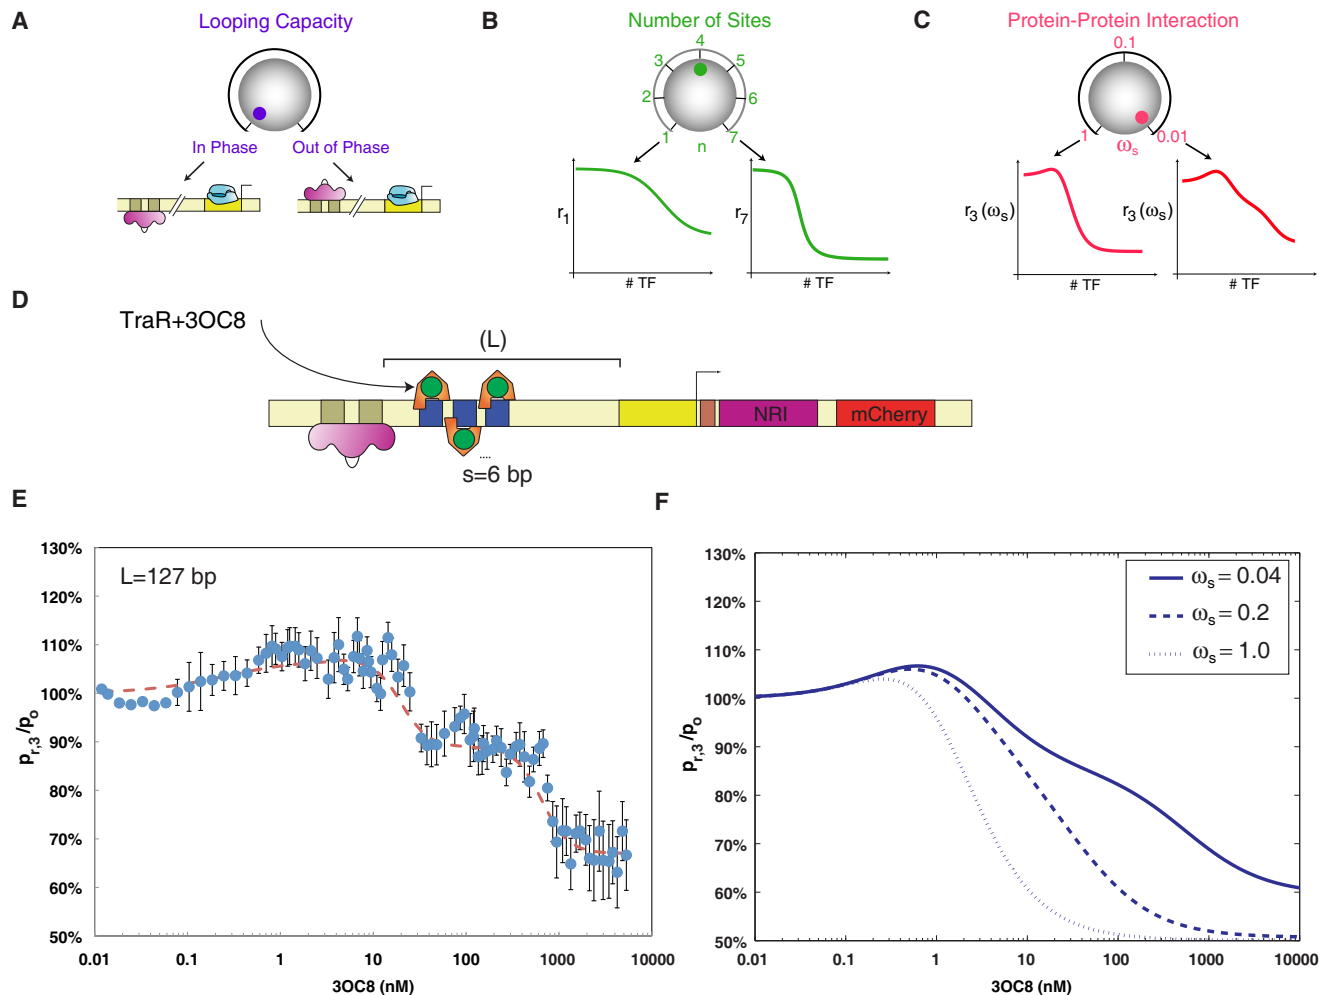 A
Looping Capacity
In Phase
Out of Phase
B
Number of Sites
1
2
3
4
5
6
7
n
r1
# TF
r7
# TF
C
Protein-Protein Interaction
0.1
1
ωs
0.01
r3(ωs)
# TF
r3(ωs)
# TF
D
TraR+3OC8
(L)
NRI
mCherry
....
s=6 bp
E
130%
120%
110%
100%
90%
80%
70%
60%
50%
pr,3/po
L=127 bp
0.01
0.1
1
10
100
1000
10000
3OC8 (nM)
F
130%
120%
110%
100%
90%
80%
70%
60%
50%
pr,3/po
ωs= 0.04
ωs= 0.2
ωs= 1.0
0.01
0.1
1
10
100
1000
10000
3OC8 (nM)